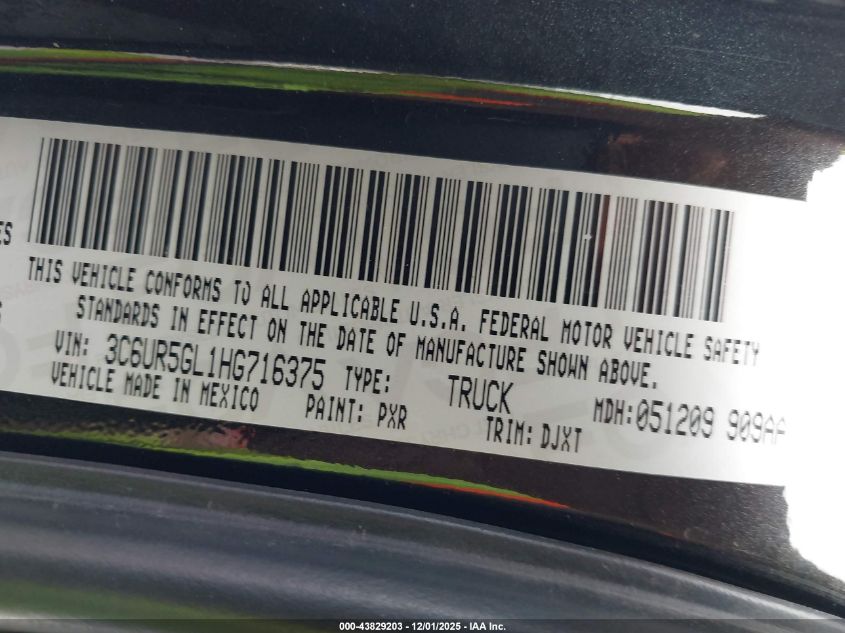 ES
THIS VEHICLE CONFORMS TO ALL APPLICABLE U.S.A. FEDERAL MOTOR VEHICLE SAFETY
STANDARDS IN EFFECT ON THE DATE OF MANUFACTURE SHOWN ABOVE.
VIN: 3C6UR5GL1HG716375 TYPE: TRUCK MDH:051209 909AA
VEHICLE MADE IN MEXICO PAINT: PXR TRIM: DJXT
000-43829203 - 12/01/2025 - IAA Inc.